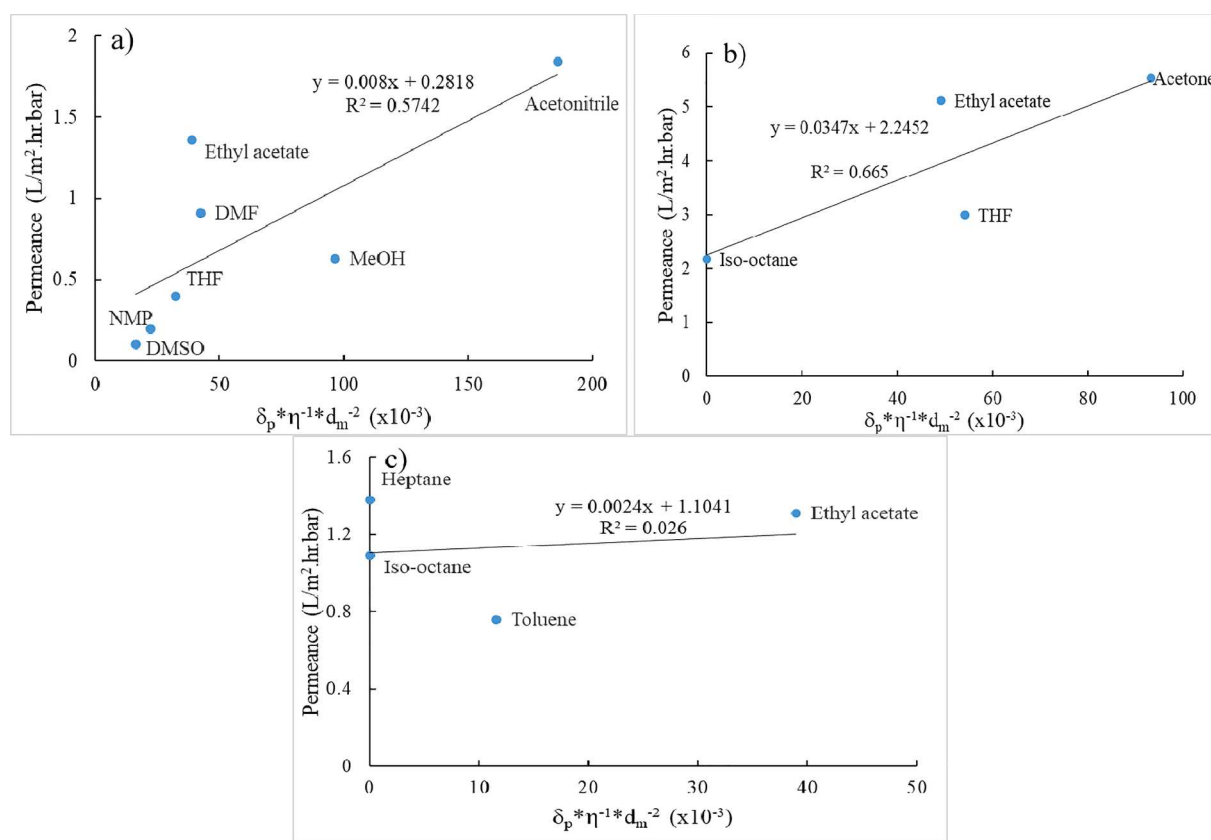 a)
Permeance (L/m².hr.bar)
2
1.5
1
0.5
0
y = 0.008x + 0.2818
R² = 0.5742
Acetonitrile
Ethyl acetate
DMF
MeOH
THF
NMP
DMSO
0 50 100 150 200
δₚ*η⁻¹*dₘ⁻² (x10⁻³)
b)
Permeance (L/m².hr.bar)
6
5
4
3
2
1
0
Acetone
Ethyl acetate
y = 0.0347x + 2.2452
R² = 0.665
THF
Iso-octane
0 20 40 60 80 100
δₚ*η⁻¹*dₘ⁻² (x10⁻³)
c)
Permeance (L/m².hr.bar)
1.6
1.2
0.8
0.4
0
Heptane
y = 0.0024x + 1.1041
R² = 0.026
Ethyl acetate
Iso-octane
Toluene
0 10 20 30 40 50
δₚ*η⁻¹*dₘ⁻² (x10⁻³)